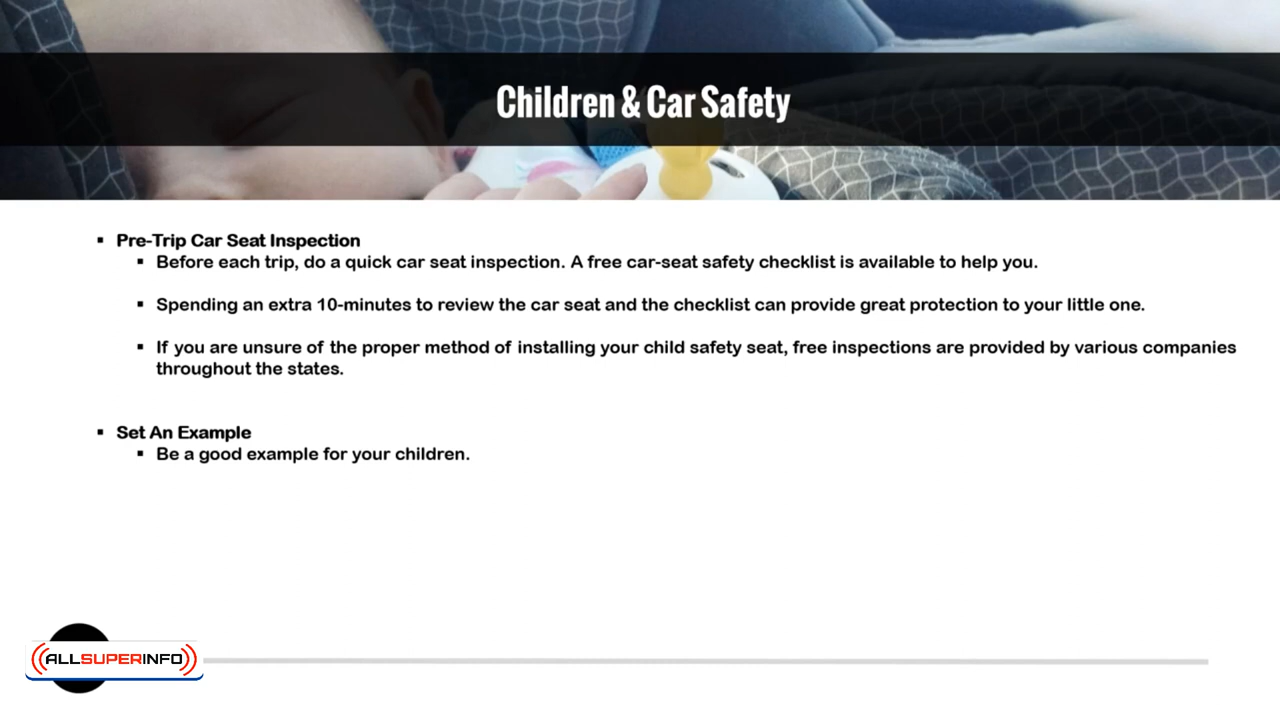 Children & Car Safety
▪ Pre-Trip Car Seat Inspection
▪ Before each trip, do a quick car seat inspection. A free car-seat safety checklist is available to help you.
▪ Spending an extra 10-minutes to review the car seat and the checklist can provide great protection to your little one.
▪ If you are unsure of the proper method of installing your child safety seat, free inspections are provided by various companies
throughout the states.
▪ Set An Example
▪ Be a good example for your children.
ALLSUPERINFO